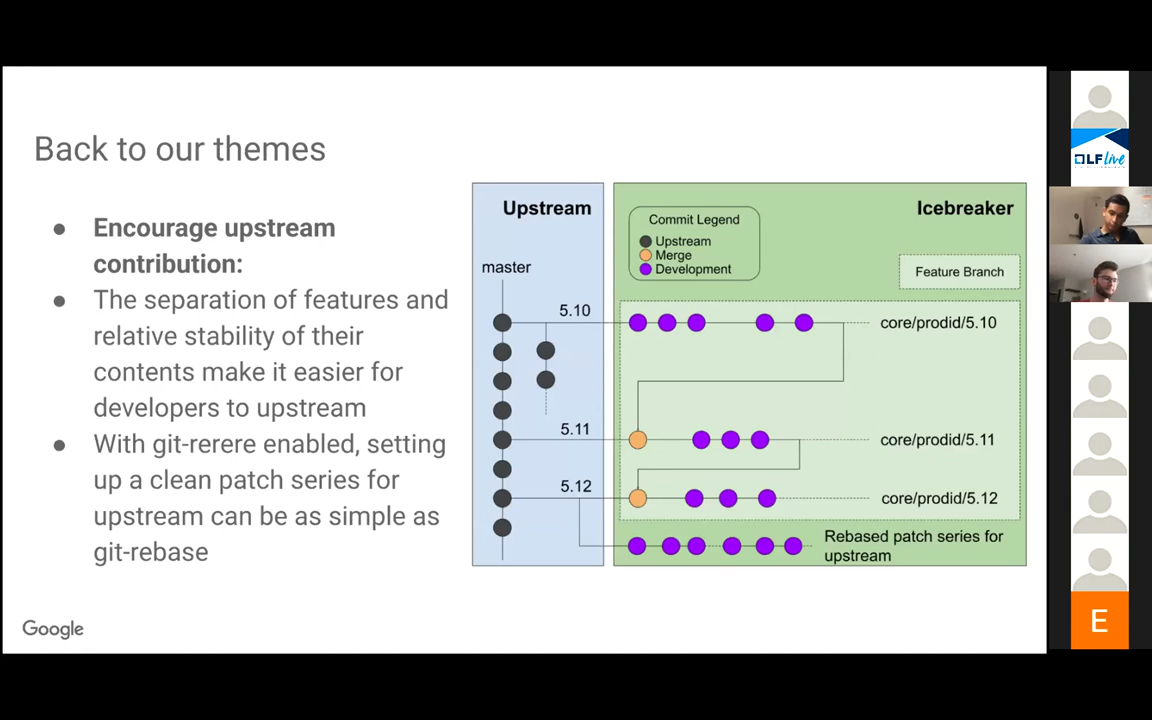 Back to our themes
● Encourage upstream
contribution:
● The separation of features and
relative stability of their
contents make it easier for
developers to upstream
● With git-rerere enabled, setting
up a clean patch series for
upstream can be as simple as
git-rebase
Google
Upstream
master
5.10
5.11
5.12
Icebreaker
Commit Legend
Upstream
Merge
Development
Feature Branch
core/prodid/5.10
core/prodid/5.11
core/prodid/5.12
Rebased patch series for
upstream
LF Live
E